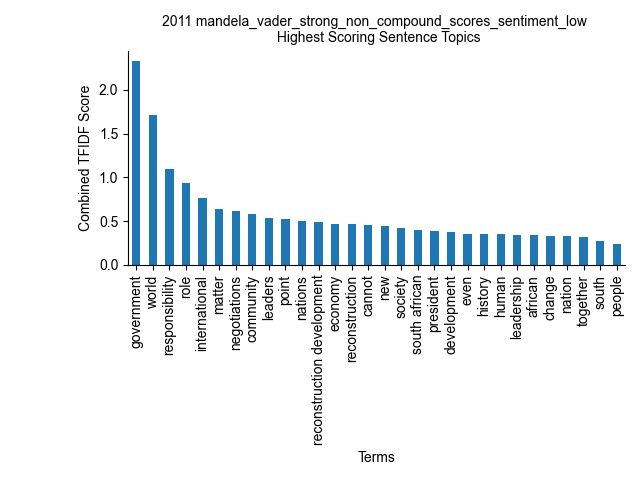 2011 mandela_vader_strong_non_compound_scores_sentiment_low
Highest Scoring Sentence Topics
Combined TFIDF Score
2.0
1.5
1.0
0.5
0.0
government
world
responsibility
role
international
matter
negotiations
community
leaders
point
nations
reconstruction development
economy
reconstruction
cannot
new
society
south african
president
development
even
history
human
leadership
african
change
nation
together
south
people
Terms